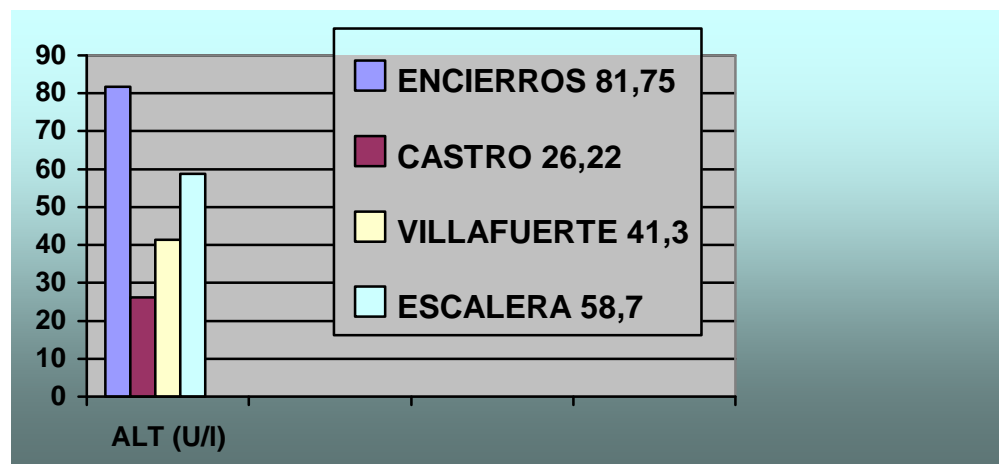 90
80
70
60
50
40
30
20
10
0
ALT (U/l)
ENCIERROS 81,75
CASTRO 26,22
VILLAFUERTE 41,3
ESCALERA 58,7